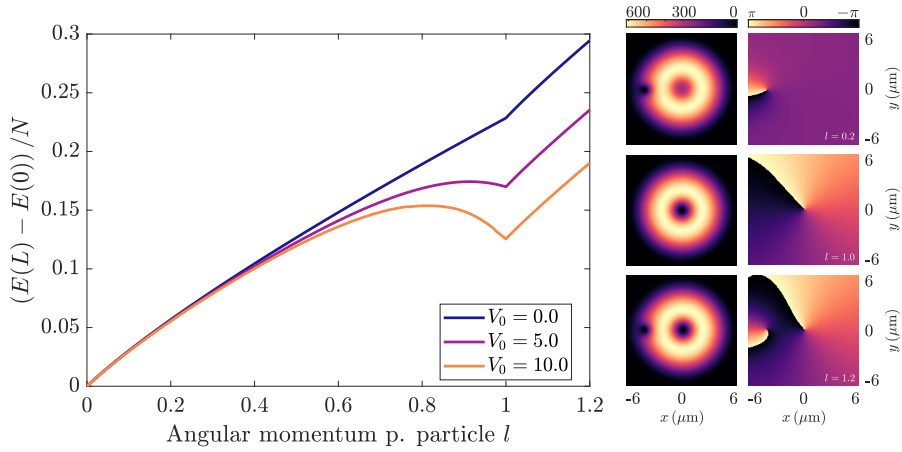 (E(L) − E(0)) /N
0.3
0.25
0.2
0.15
0.1
0.05
0
0
0.2
0.4
0.6
0.8
1
1.2
Angular momentum p. particle l
V₀ = 0.0
V₀ = 5.0
V₀ = 10.0
600
300
0
π
0
−π
6
0
-6
y (μm)
l = 0.2
6
0
-6
y (μm)
l = 1.0
6
0
-6
y (μm)
l = 1.2
-6
0
6
x (μm)
-6
0
6
x (μm)